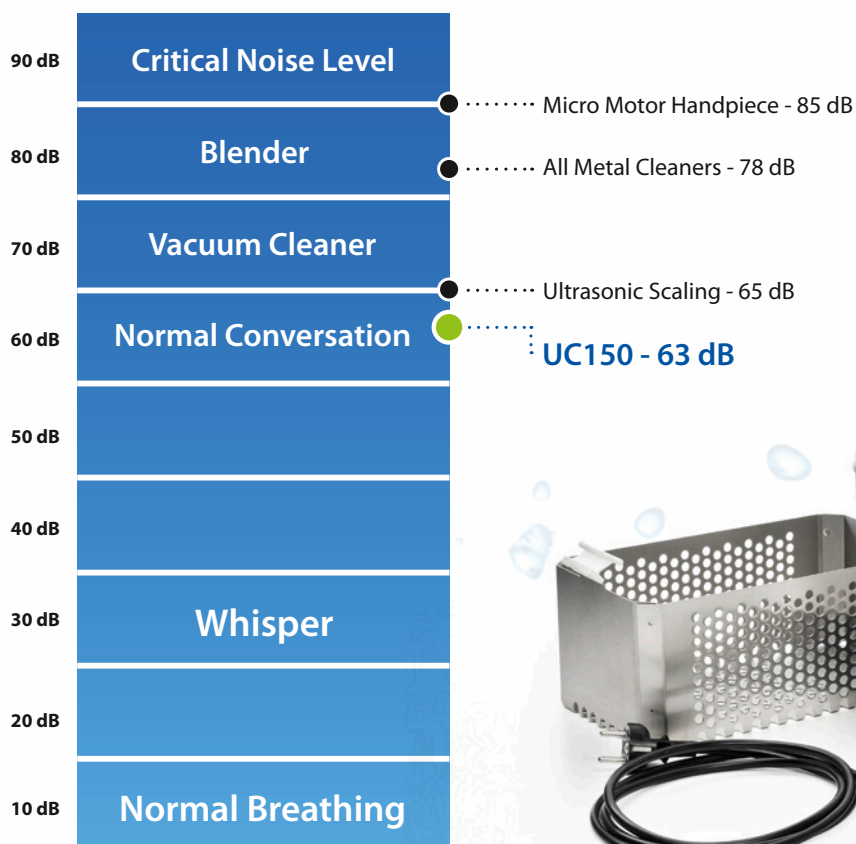 90 dB
Critical Noise Level
Micro Motor Handpiece - 85 dB
80 dB
Blender
All Metal Cleaners - 78 dB
70 dB
Vacuum Cleaner
Ultrasonic Scaling - 65 dB
60 dB
Normal Conversation
UC150 - 63 dB
50 dB
40 dB
30 dB
Whisper
20 dB
10 dB
Normal Breathing